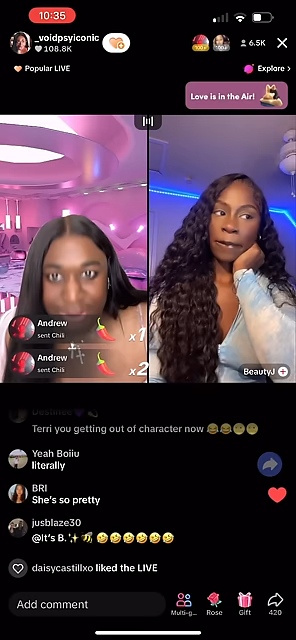 10:35
_voidpsyiconic
108.8K
6.5K
Popular LIVE
Explore >
Love is in the Air!
Andrew
sent Chili
x1
Andrew
sent Chili
x2
BeautyJ
Terri you getting out of character now 😂😂🌚🌚
Yeah Boiiu
literally
BRI
She's so pretty
jusblaze30
@It's B.✨🐝 🤣🤣🤣🤣🤣🤣
daisycastillxo liked the LIVE
Add comment
Multi-g...
Rose
Gift
420